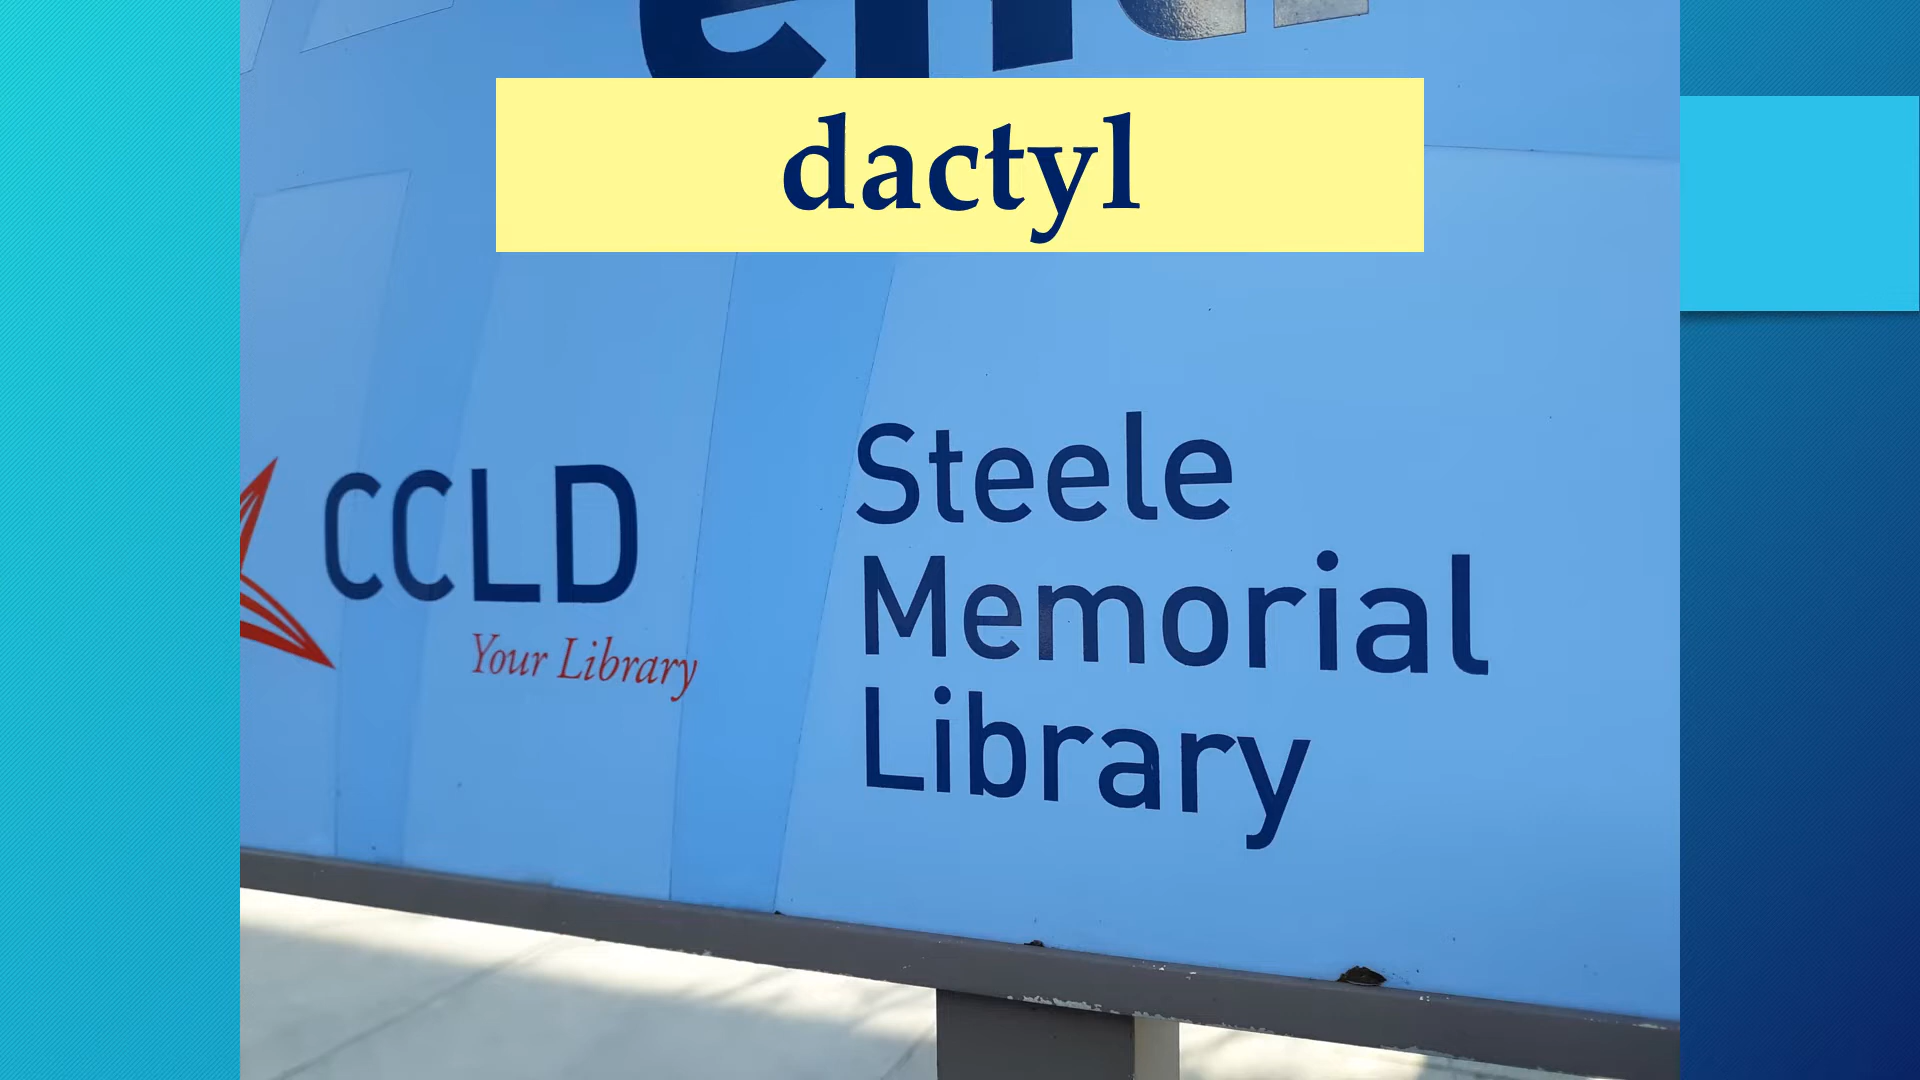 dactyl
CCLD
Your Library
Steele
Memorial
Library